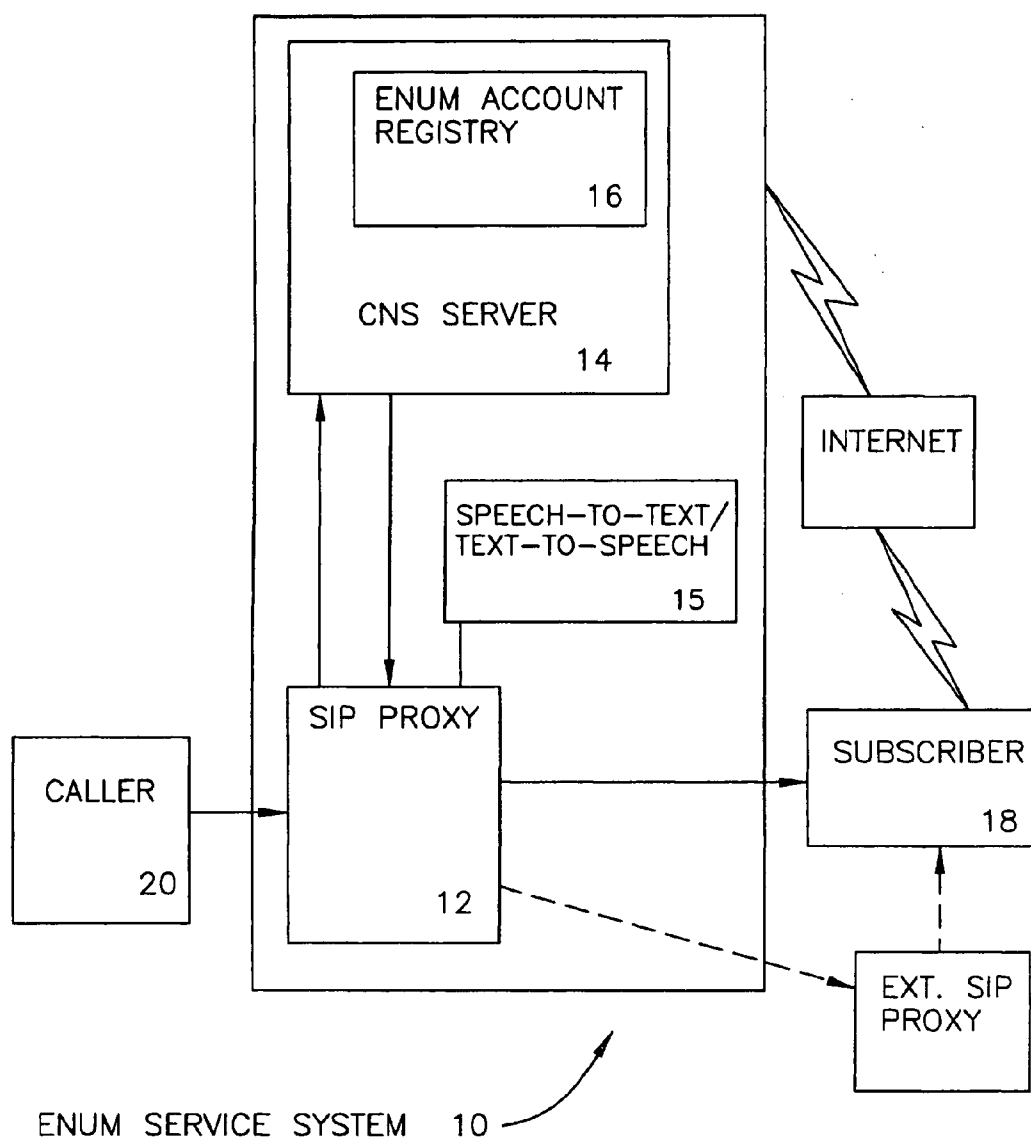 ENUM ACCOUNT
REGISTRY
16
CNS SERVER
14
INTERNET
SPEECH-TO-TEXT/
TEXT-TO-SPEECH
15
SIP PROXY
12
CALLER
20
SUBSCRIBER
18
EXT. SIP
PROXY
ENUM SERVICE SYSTEM 10